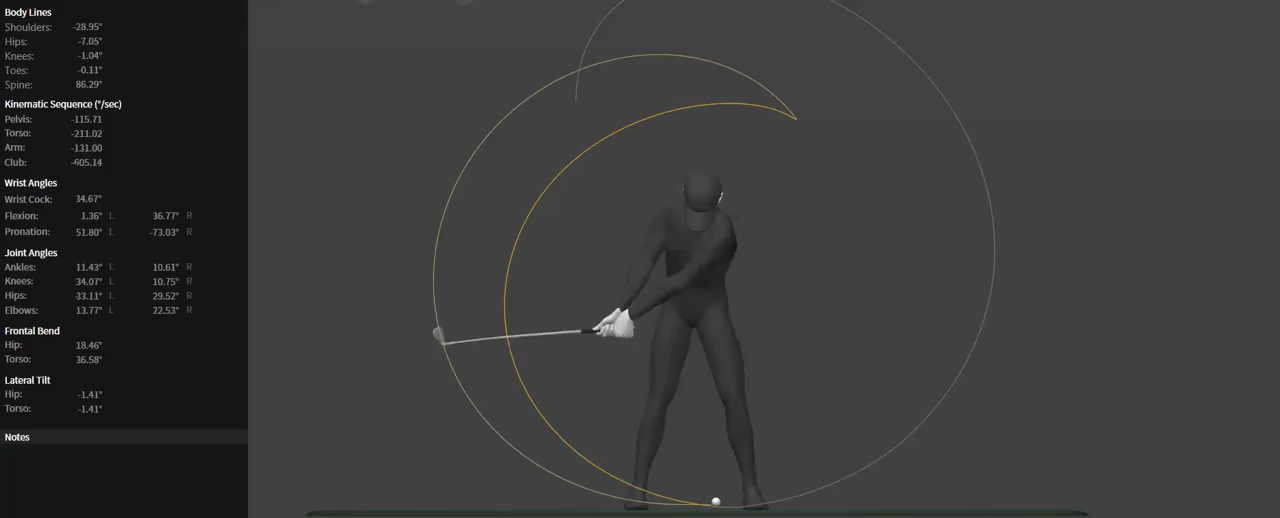 Body Lines
Shoulders: -28.95°
Hips: -7.05°
Knees: -1.04°
Toes: -0.11°
Spine: 86.29°
Kinematic Sequence (°/sec)
Pelvis: -115.71
Torso: -211.02
Arm: -131.00
Club: -605.14
Wrist Angles
Wrist Cock: 34.67°
Flexion: 1.36° L 36.77° R
Pronation: 51.80° L -73.03° R
Joint Angles
Ankles: 11.43° L 10.61° R
Knees: 34.07° L 10.75° R
Hips: 33.11° L 29.52° R
Elbows: 13.77° L 22.53° R
Frontal Bend
Hip: 18.46°
Torso: 36.58°
Lateral Tilt
Hip: -1.41°
Torso: -1.41°
Notes